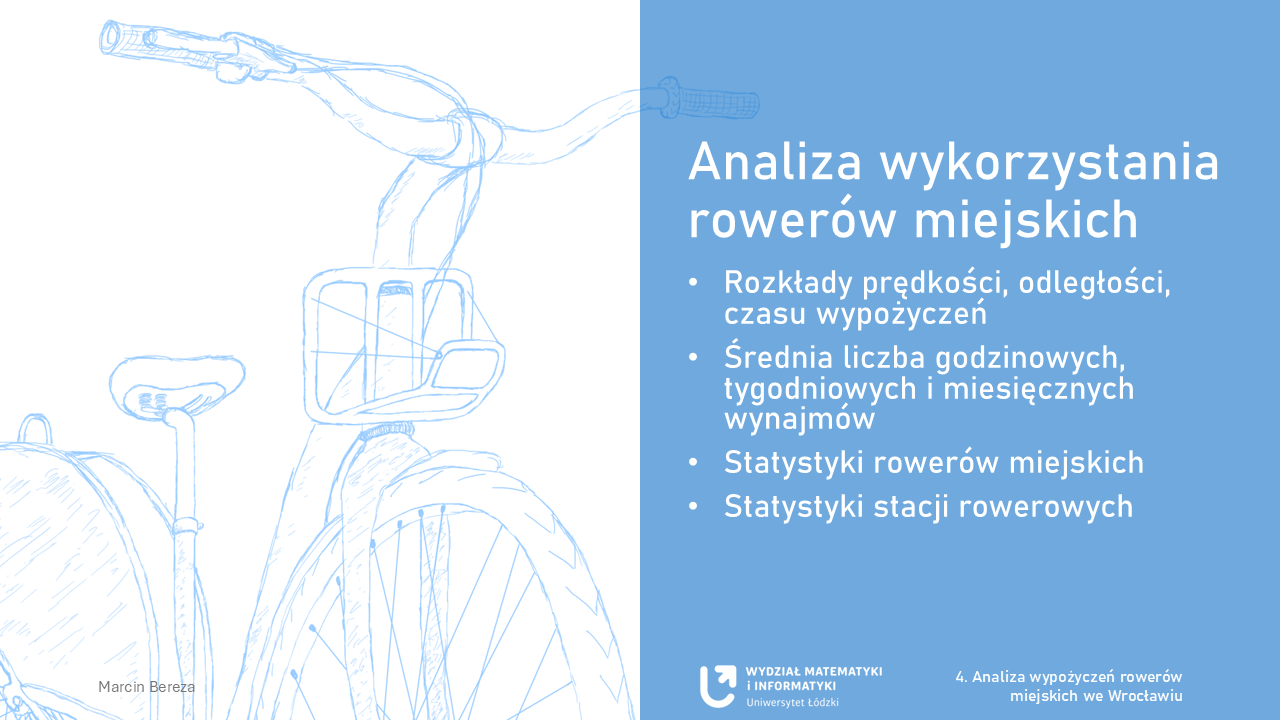 Analiza wykorzystania
rowerów miejskich
• Rozkłady prędkości, odległości,
czasu wypożyczeń
• Średnia liczba godzinowych,
tygodniowych i miesięcznych
wynajmów
• Statystyki rowerów miejskich
• Statystyki stacji rowerowych
Marcin Bereza
WYDZIAŁ MATEMATYKI
i INFORMATYKI
Uniwersytet Łódzki
4. Analiza wypożyczeń rowerów
miejskich we Wrocławiu